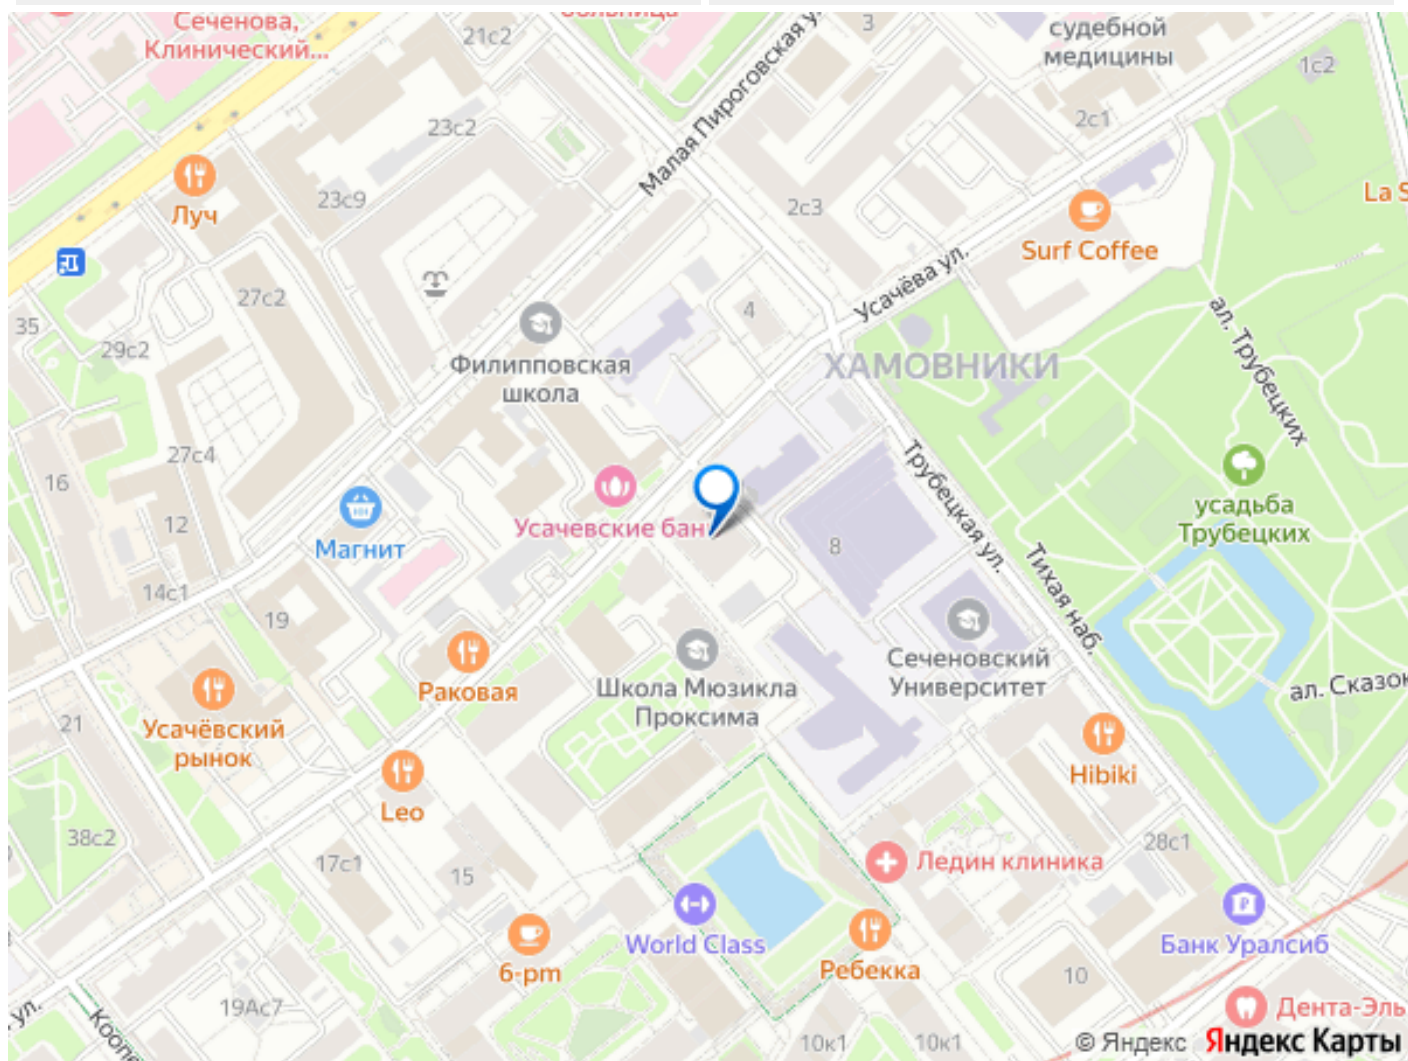 Сеченова,
Клинический...
больница
21с2
3
судебной
медицины
1с2
2с1
23с2
Малая Пироговская у
23с9
Луч
2с3
La S
Surf Coffee
Усачёва ул.
27с2
4
35
29с2
Филипповская
школа
ХАМОВНИКИ
ал. Трубецких
27с4
16
12
Магнит
Усачевские бан
8
Трубецкая ул.
усадьба
Трубецких
Тихая наб.
14с1
19
Раковая
Школа Мюзикла
Проксима
Сеченовский
Университет
ал. Сказок
21
Усачёвский
рынок
Leo
Hibiki
38с2
17с1
15
Ледин клиника
28с1
World Class
6-pm
Ребекка
Банк Уралсиб
10
ул.
Коопе
19Ас7
10к1
10к1
Дента-Эль
© Яндекс Яндекс Карты